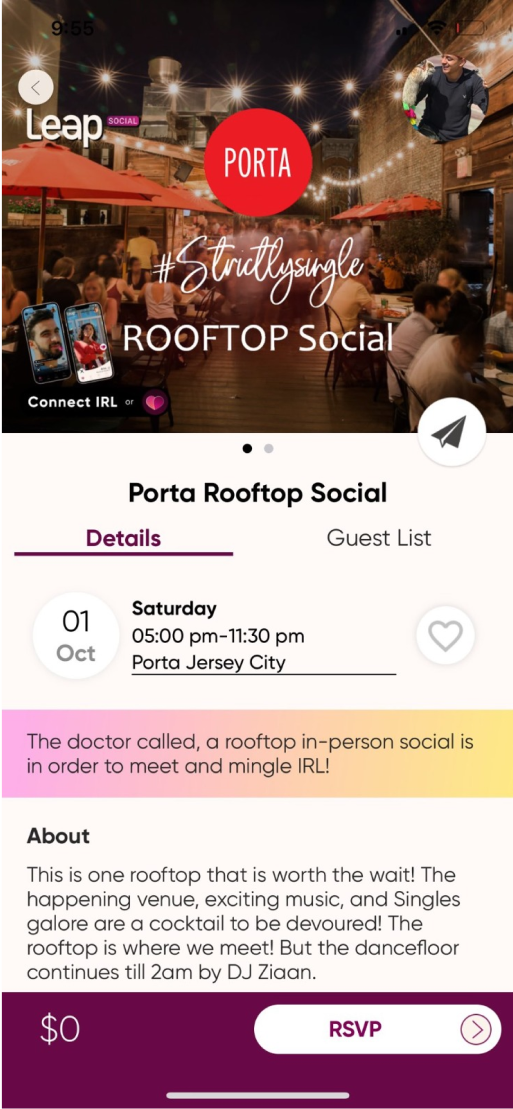 9:55
Leap SOCIAL
PORTA
#Strictlysingle
ROOFTOP Social
Connect IRL or
Porta Rooftop Social
Details
Guest List
01
Oct
Saturday
05:00 pm-11:30 pm
Porta Jersey City
The doctor called, a rooftop in-person social is
in order to meet and mingle IRL!
About
This is one rooftop that is worth the wait! The
happening venue, exciting music, and Singles
galore are a cocktail to be devoured! The
rooftop is where we meet! But the dancefloor
continues till 2am by DJ Ziaan.
$0
RSVP